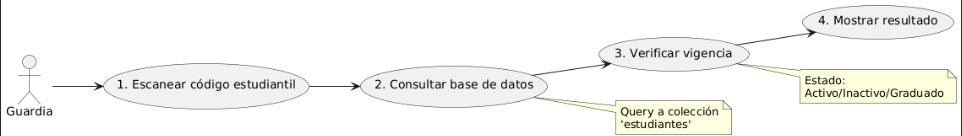 Guardia
1. Escanear código estudiantil
2. Consultar base de datos
Query a colección
'estudiantes'
3. Verificar vigencia
Estado:
Activo/Inactivo/Graduado
4. Mostrar resultado